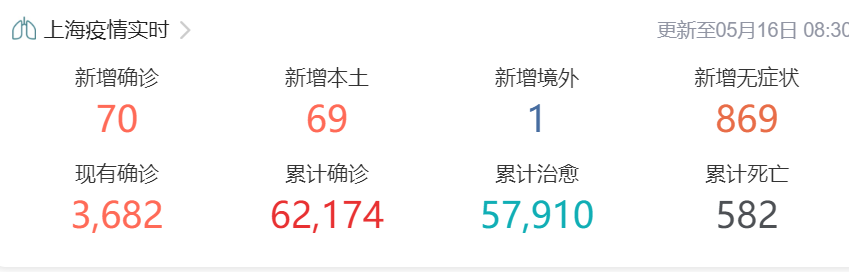 上海疫情实时 更新至05月16日 08:30
新增确诊 新增本土 新增境外 新增无症状
70 69 1 869
现有确诊 累计确诊 累计治愈 累计死亡
3,682 62,174 57,910 582